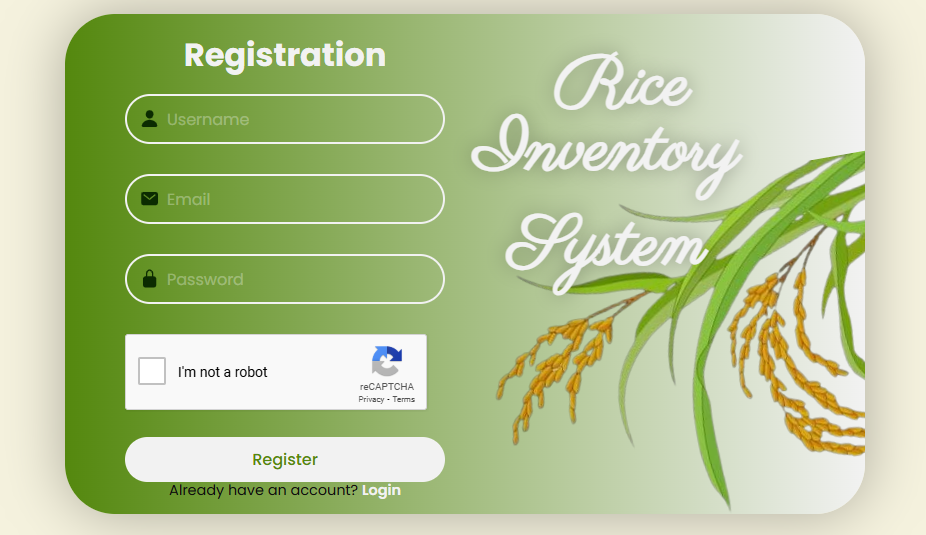 Registration
Username
Email
Password
I'm not a robot
reCAPTCHA
Privacy - Terms
Register
Already have an account? Login
Rice
Inventory
System